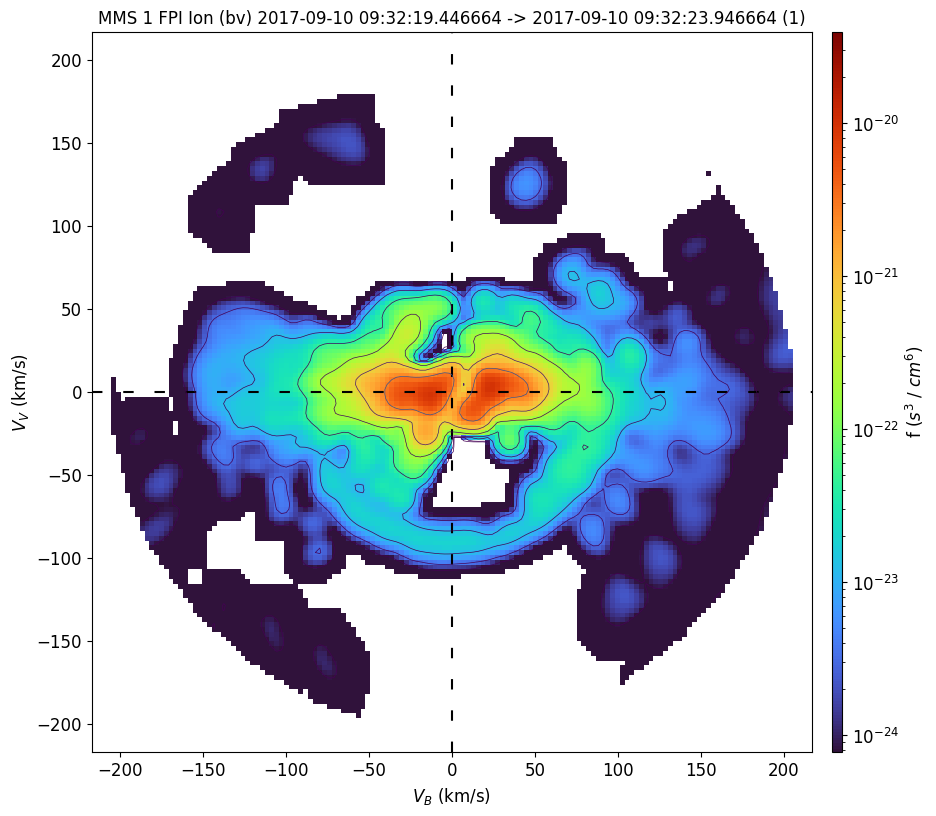 MMS 1 FPI Ion (bv) 2017-09-10 09:32:19.446664 -> 2017-09-10 09:32:23.946664 (1)
200
150
100
50
0
−50
−100
−150
−200
V_V (km/s)
−200 −150 −100 −50 0 50 100 150 200
V_B (km/s)
10^{−20}
10^{−21}
10^{−22}
10^{−23}
10^{−24}
f (s^3 / cm^6)